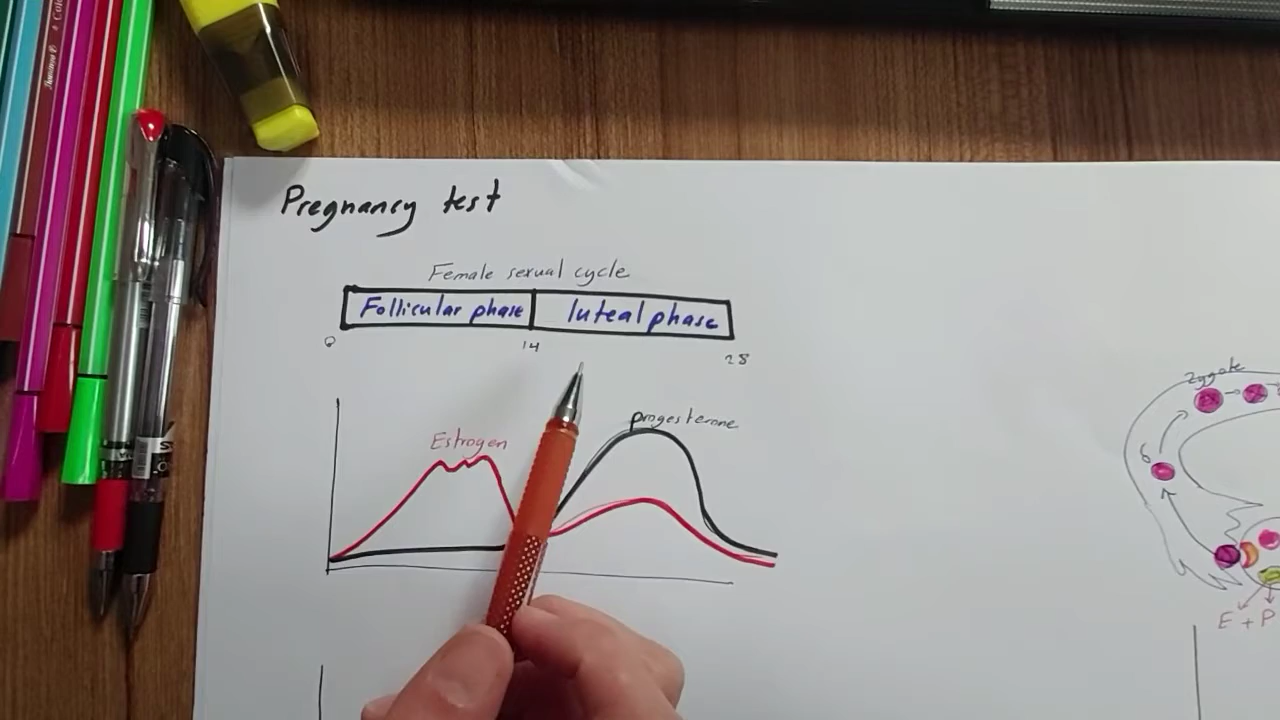 Pregnancy test
Female sexual cycle
Follicular phase luteal phase
0 14 28
progesterone
Estrogen
Zygote
E + P